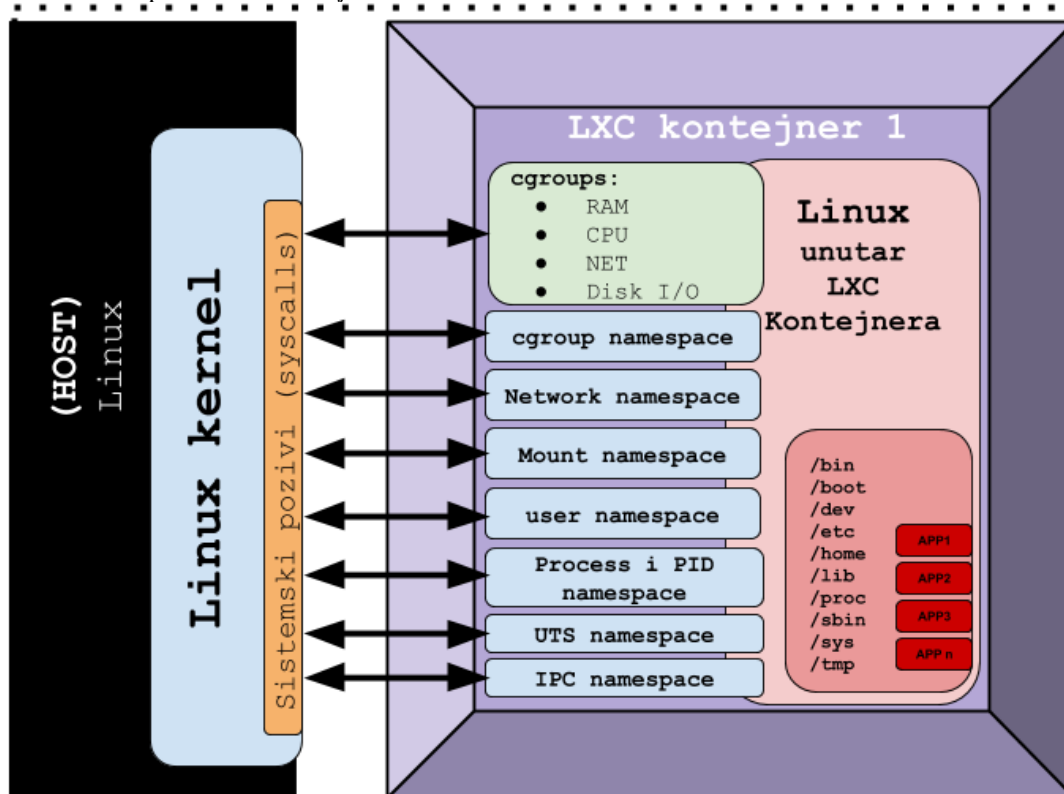 (HOST)
Linux
Linux kernel
Sistemski pozivi (syscalls)
LXC kontejner 1
cgroups:
● RAM
● CPU
● NET
● Disk I/O
cgroup namespace
Network namespace
Mount namespace
user namespace
Process i PID
namespace
UTS namespace
IPC namespace
Linux
unutar
LXC
Kontejnera
/bin
/boot
/dev
/etc
/home
/lib
/proc
/sbin
/sys
/tmp
APP1
APP2
APP3
APP n